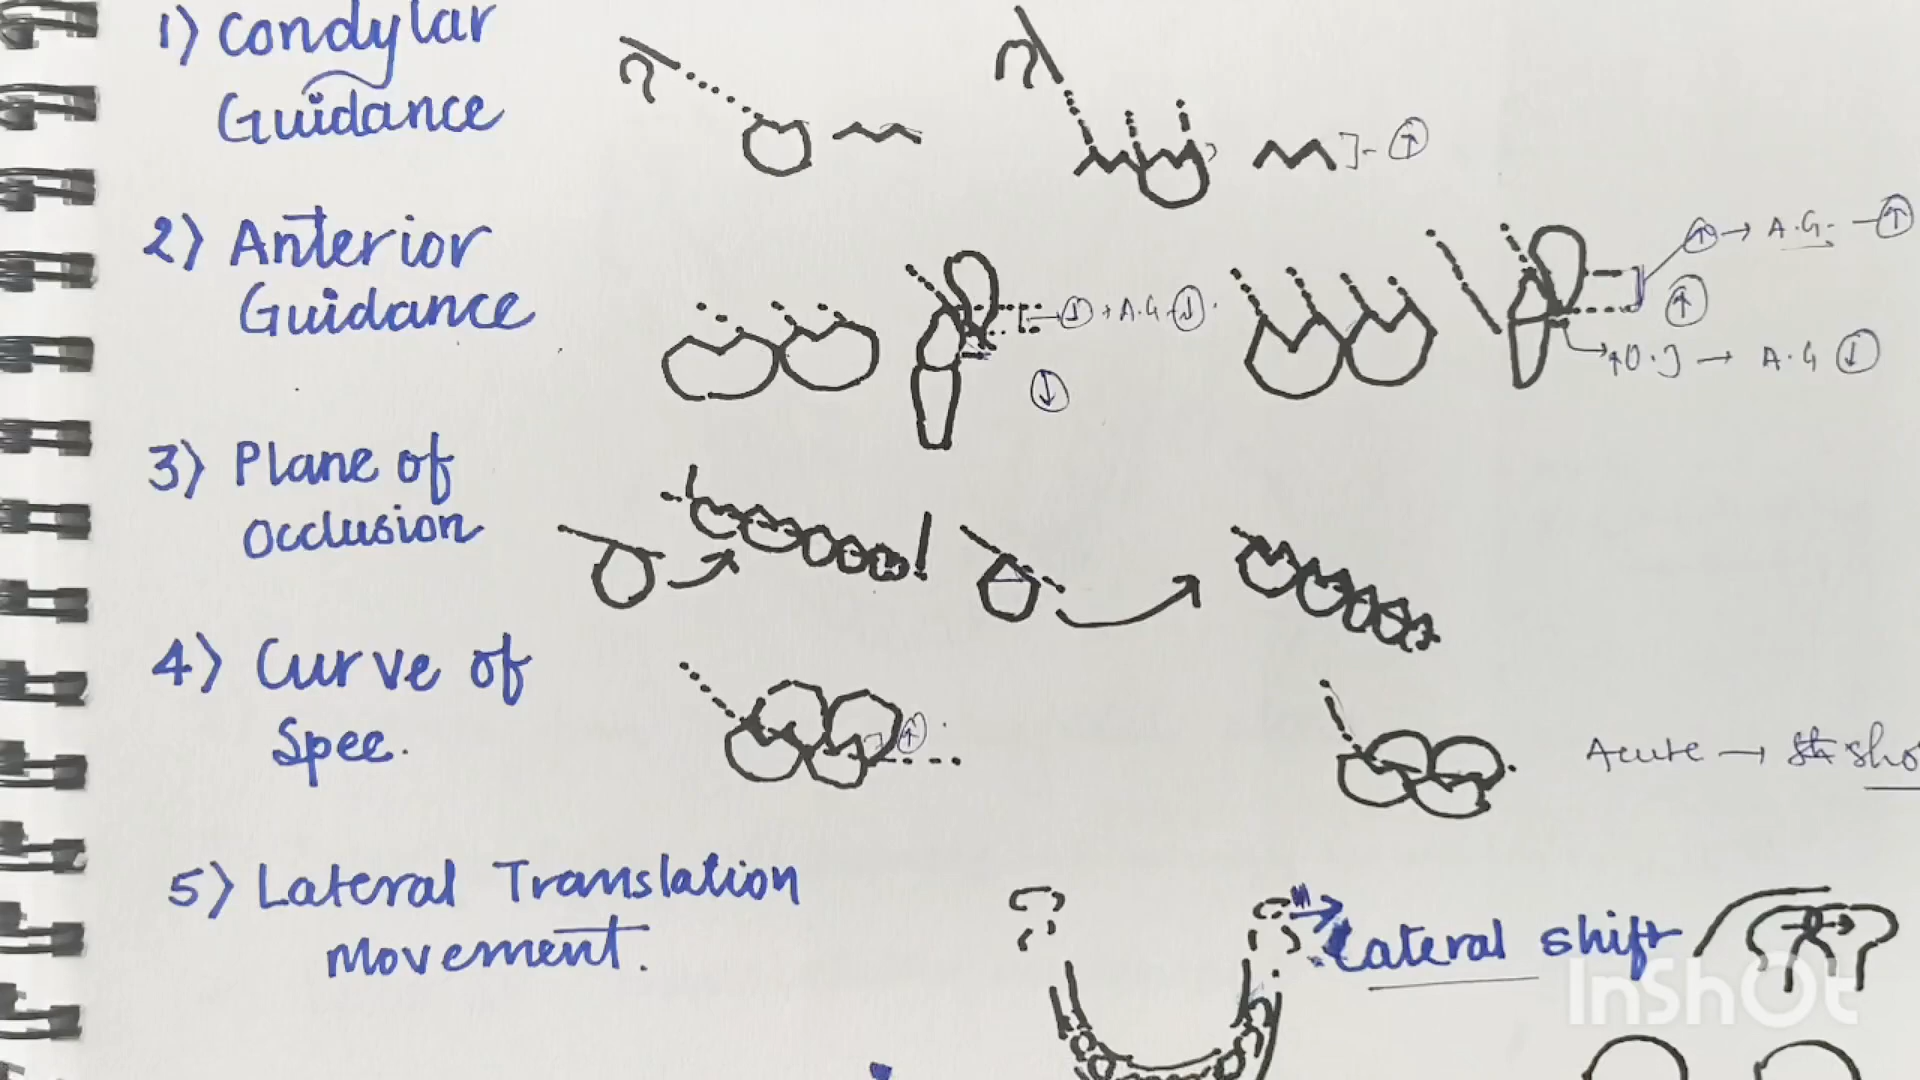 1) Condylar
Guidance
] - ↑
2) Anterior
Guidance
→ ↓ → A.G - ↓
↓
↑ → A.G. - ↑
↑
↑O.J → A.G ↓
3) Plane of
Occlusion
4) Curve of
Spee.
↑
Acute → sho
5) Lateral Translation
Movement.
Lateral shift
InShOt